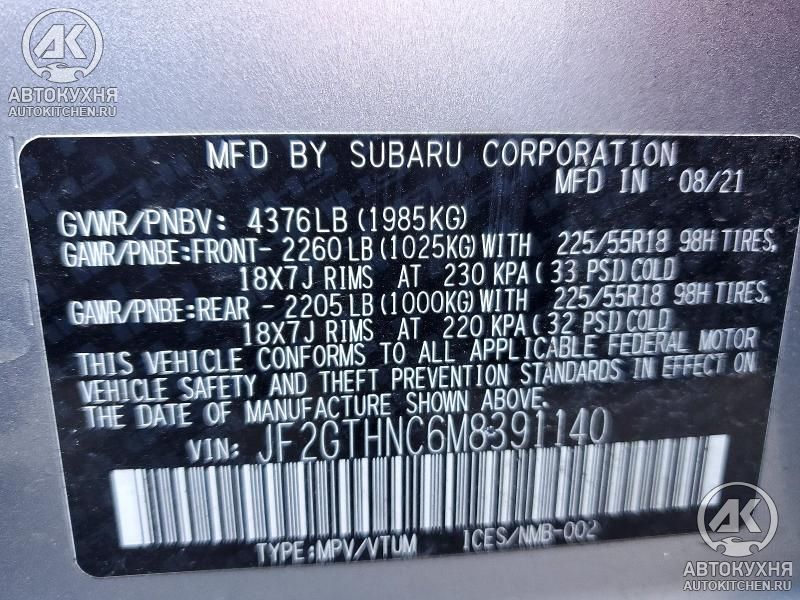 АК
АВТОКУХНЯ
AUTOKITCHEN.RU
MFD BY SUBARU CORPORATION
MFD IN 08/21
GVWR/PNBV: 4376LB (1985KG)
GAWR/PNBE:FRONT- 2260LB (1025KG) WITH 225/55R18 98H TIRES,
18X7J RIMS AT 230 KPA (33 PSI) COLD
GAWR/PNBE:REAR - 2205LB (1000KG) WITH 225/55R18 98H TIRES,
18X7J RIMS AT 220 KPA (32 PSI) COLD
THIS VEHICLE CONFORMS TO ALL APPLICABLE FEDERAL MOTOR
VEHICLE SAFETY AND THEFT PREVENTION STANDARDS IN EFFECT ON
THE DATE OF MANUFACTURE SHOWN ABOVE.
VIN: JF2GTHNC6M8391140
TYPE:MPV/VTUM ICES/NMB-002
АК
АВТОКУХНЯ
AUTOKITCHEN.RU